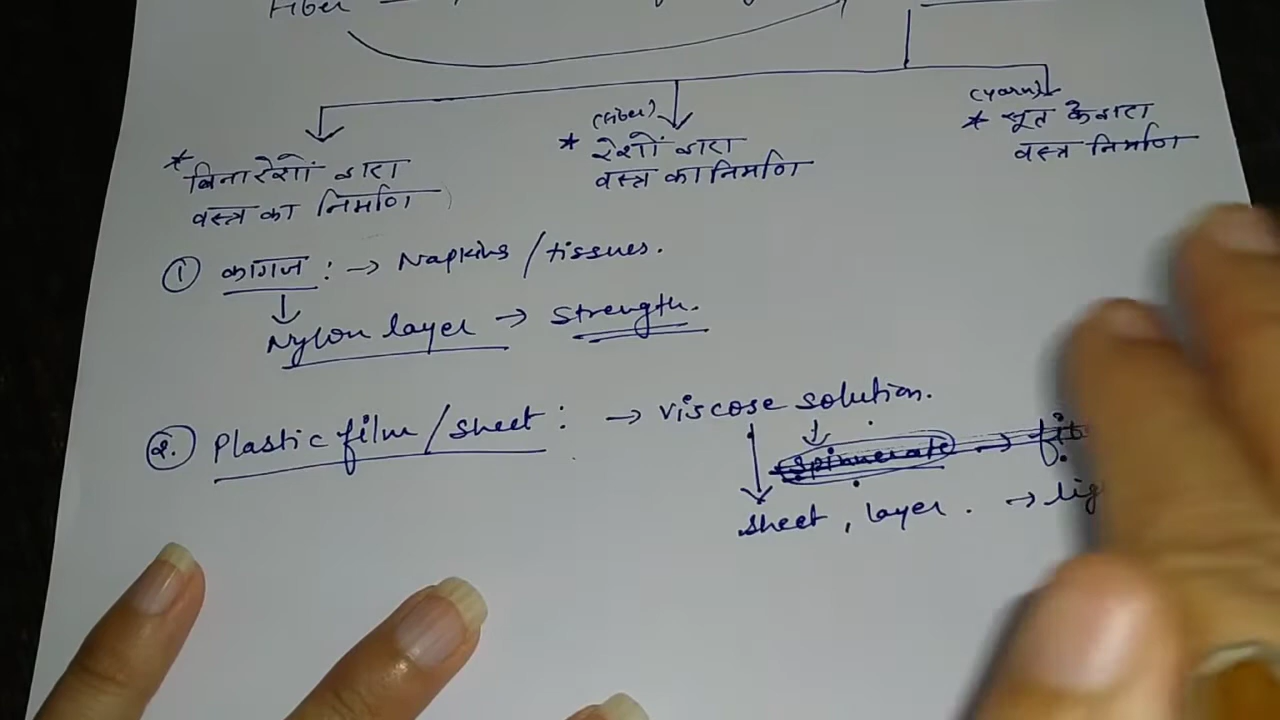 Fiber
(Yarn)
* सूत के द्वारा
वस्त्र निर्माण
(Fiber)
* रेशों द्वारा
वस्त्र का निर्माण
* बिना रेशों द्वारा
वस्त्र का निर्माण
① कागज :→ Napkins / tissues.
Nylon layer → strength.
②. Plastic film / sheet : → viscose solution.
sheet, layer. →